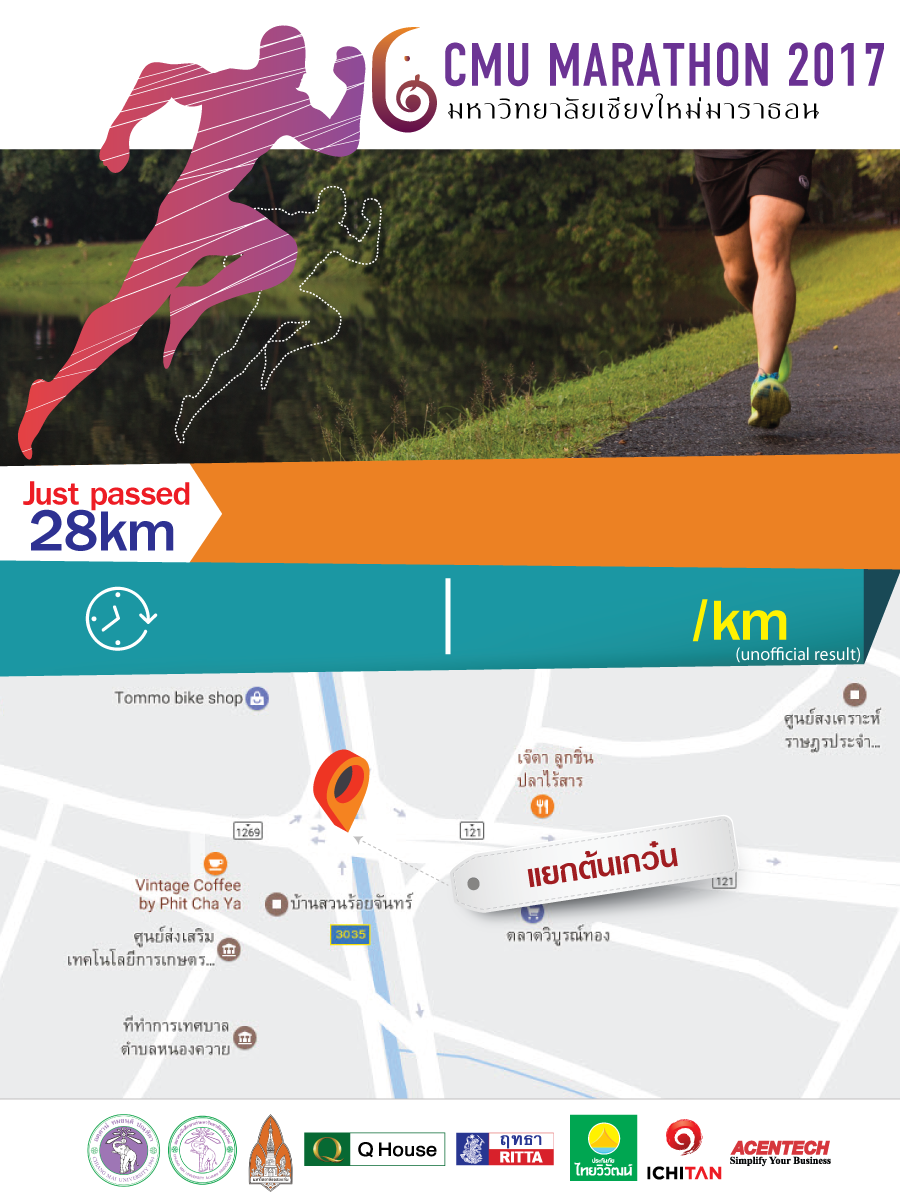 CMU MARATHON 2017
มหาวิทยาลัยเชียงใหม่มาราธอน
Just passed
28km
/km
(unofficial result)
Tommo bike shop
ศูนย์สงเคราะห์
ราษฎรประจำ...
เจ๊ดา ลูกชิ้น
ปลาไร้สาร
1269
121
แยกต้นเกว๋น
121
Vintage Coffee
by Phit Cha Ya
บ้านสวนร้อยจันทร์
3035
ตลาดวิบูรณ์ทอง
ศูนย์ส่งเสริม
เทคโนโลยีการเกษตร...
ที่ทำการเทศบาล
ตำบลหนองควาย
Q
Q House
ฤทธา
RITTA
ประกันภัย
ไทยวิวัฒน์
ICHITAN
ACENTECH
Simplify Your Business